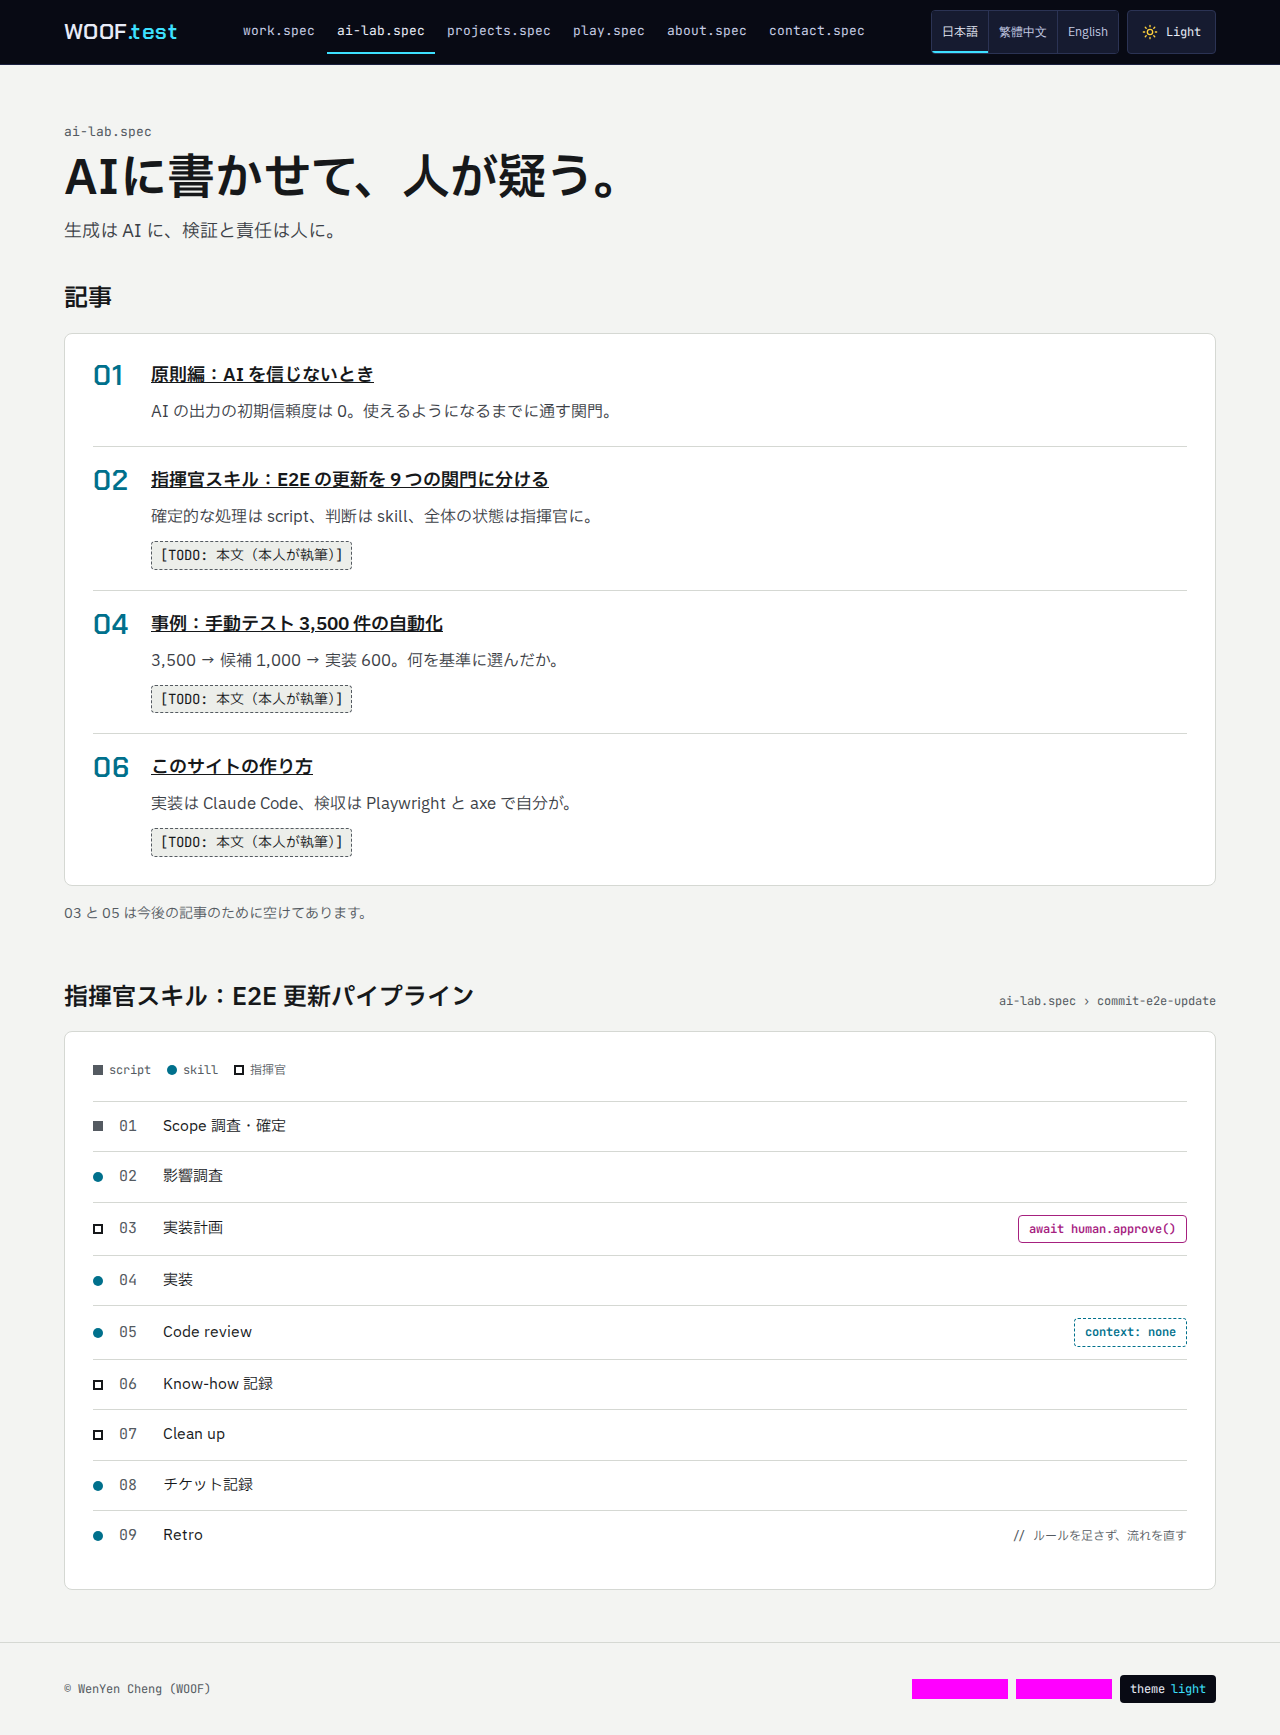 WOOF.test
work.spec
ai-lab.spec
projects.spec
play.spec
about.spec
contact.spec
日本語
繁體中文
English
Light
ai-lab.spec
AIに書かせて、人が疑う。
生成は AI に、検証と責任は人に。
記事
01
原則編：AI を信じないとき
AI の出力の初期信頼度は 0。使えるようになるまでに通す関門。
02
指揮官スキル：E2E の更新を 9 つの関門に分ける
確定的な処理は script、判断は skill、全体の状態は指揮官に。
[TODO: 本文（本人が執筆）]
04
事例：手動テスト 3,500 件の自動化
3,500 → 候補 1,000 → 実装 600。何を基準に選んだか。
[TODO: 本文（本人が執筆）]
06
このサイトの作り方
実装は Claude Code、検収は Playwright と axe で自分が。
[TODO: 本文（本人が執筆）]
03 と 05 は今後の記事のために空けてあります。
指揮官スキル：E2E 更新パイプライン
ai-lab.spec › commit-e2e-update
script
skill
指揮官
01 Scope 調査・確定
02 影響調査
03 実装計画
await human.approve()
04 実装
05 Code review
context: none
06 Know-how 記録
07 Clean up
08 チケット記録
09 Retro
// ルールを足さず、流れを直す
© WenYen Cheng (WOOF)
theme light